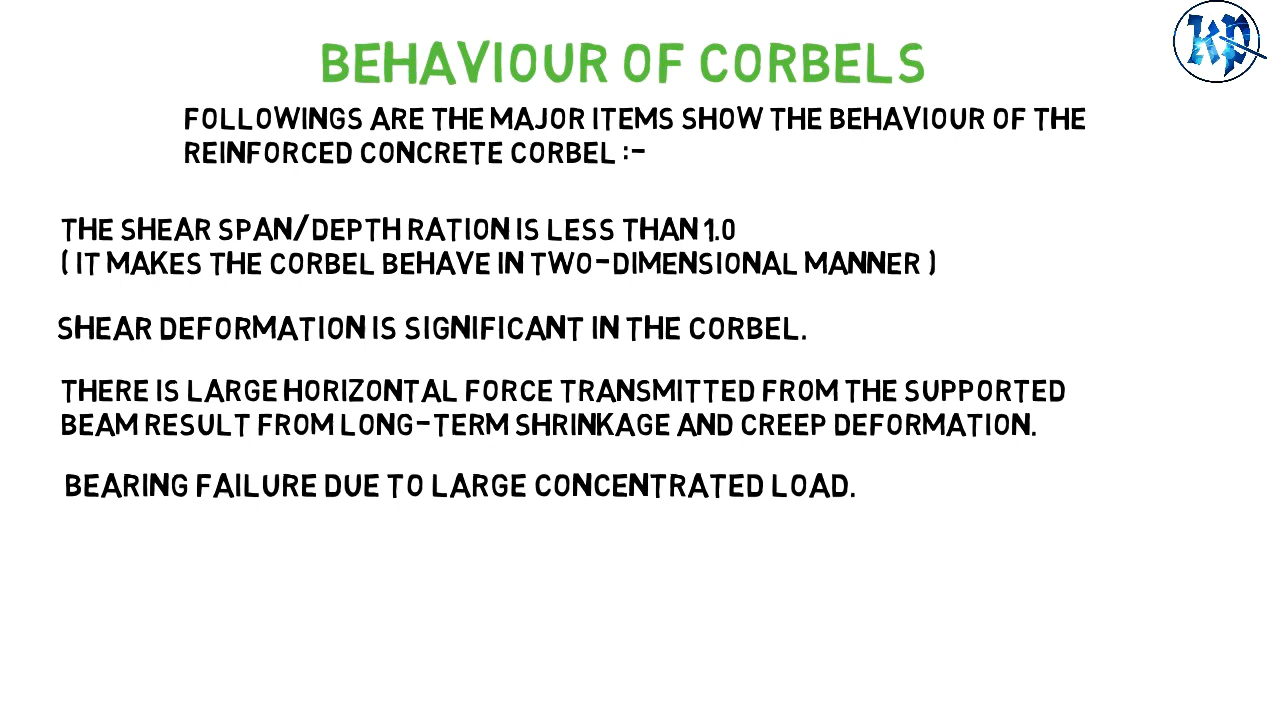 KP
BEHAVIOUR OF CORBELS
FOLLOWINGS ARE THE MAJOR ITEMS SHOW THE BEHAVIOUR OF THE
REINFORCED CONCRETE CORBEL :-
THE SHEAR SPAN/DEPTH RATION IS LESS THAN 1.0
( IT MAKES THE CORBEL BEHAVE IN TWO-DIMENSIONAL MANNER )
SHEAR DEFORMATION IS SIGNIFICANT IN THE CORBEL.
THERE IS LARGE HORIZONTAL FORCE TRANSMITTED FROM THE SUPPORTED
BEAM RESULT FROM LONG-TERM SHRINKAGE AND CREEP DEFORMATION.
BEARING FAILURE DUE TO LARGE CONCENTRATED LOAD.